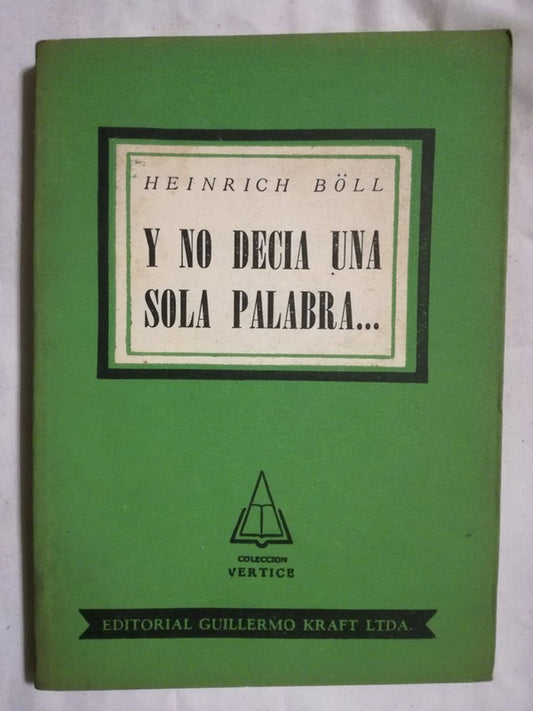 HEINRICH BÖLL
Y NO DECIA UNA
SOLA PALABRA...
COLECCION
VERTICE
EDITORIAL GUILLERMO KRAFT LTDA.